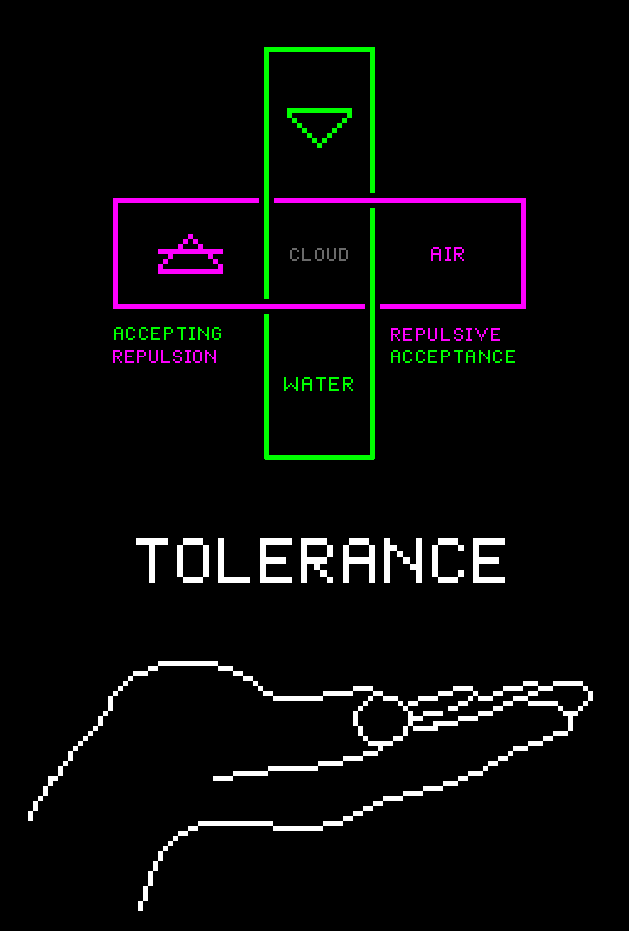 CLOUD
AIR
ACCEPTING
REPULSION
REPULSIVE
ACCEPTANCE
WATER
TOLERANCE